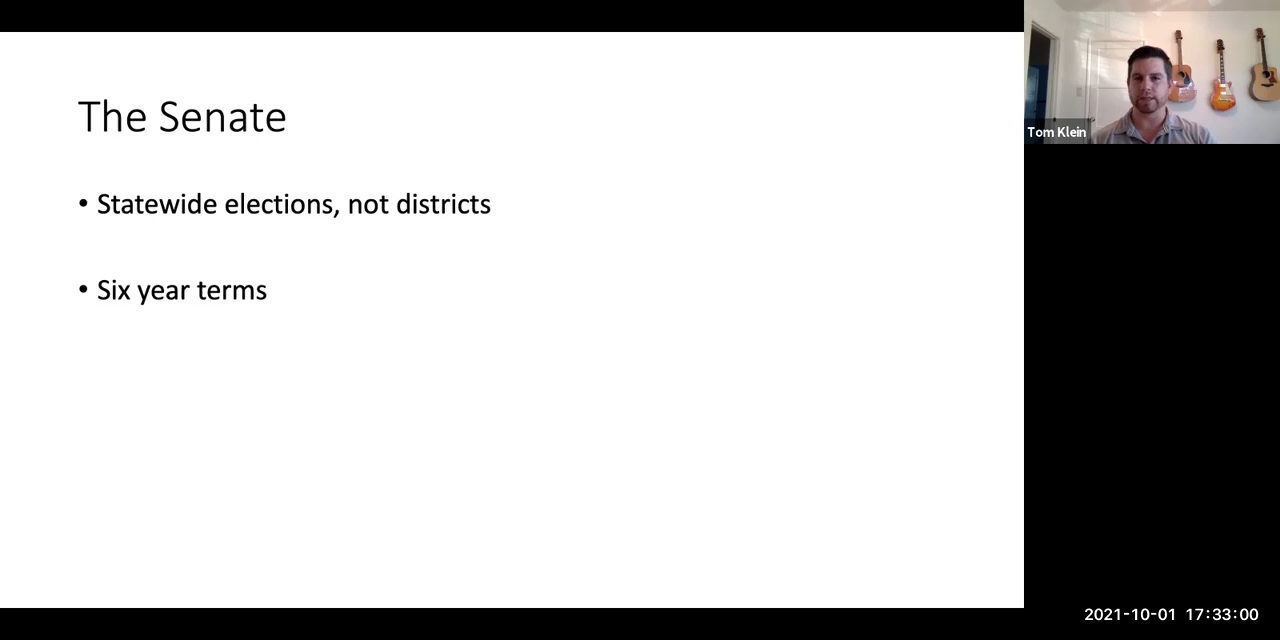 The Senate
• Statewide elections, not districts
• Six year terms
Tom Klein
2021-10-01 17:33:00